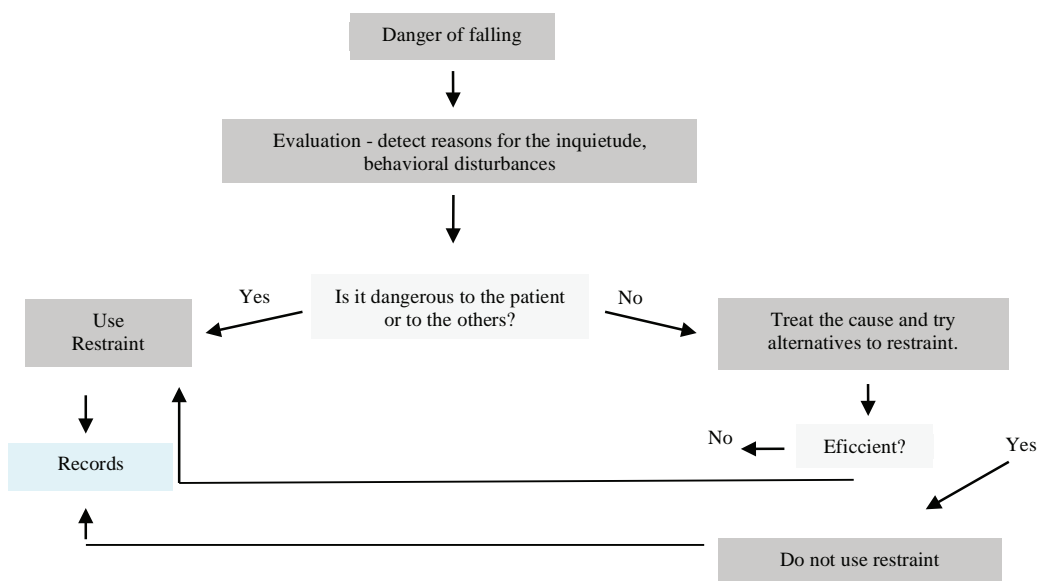 Danger of falling
Evaluation - detect reasons for the inquietude,
behavioral disturbances
Is it dangerous to the patient
or to the others?
Yes
No
Use
Restraint
Treat the cause and try
alternatives to restraint.
Records
No
Eficcient?
Yes
Do not use restraint